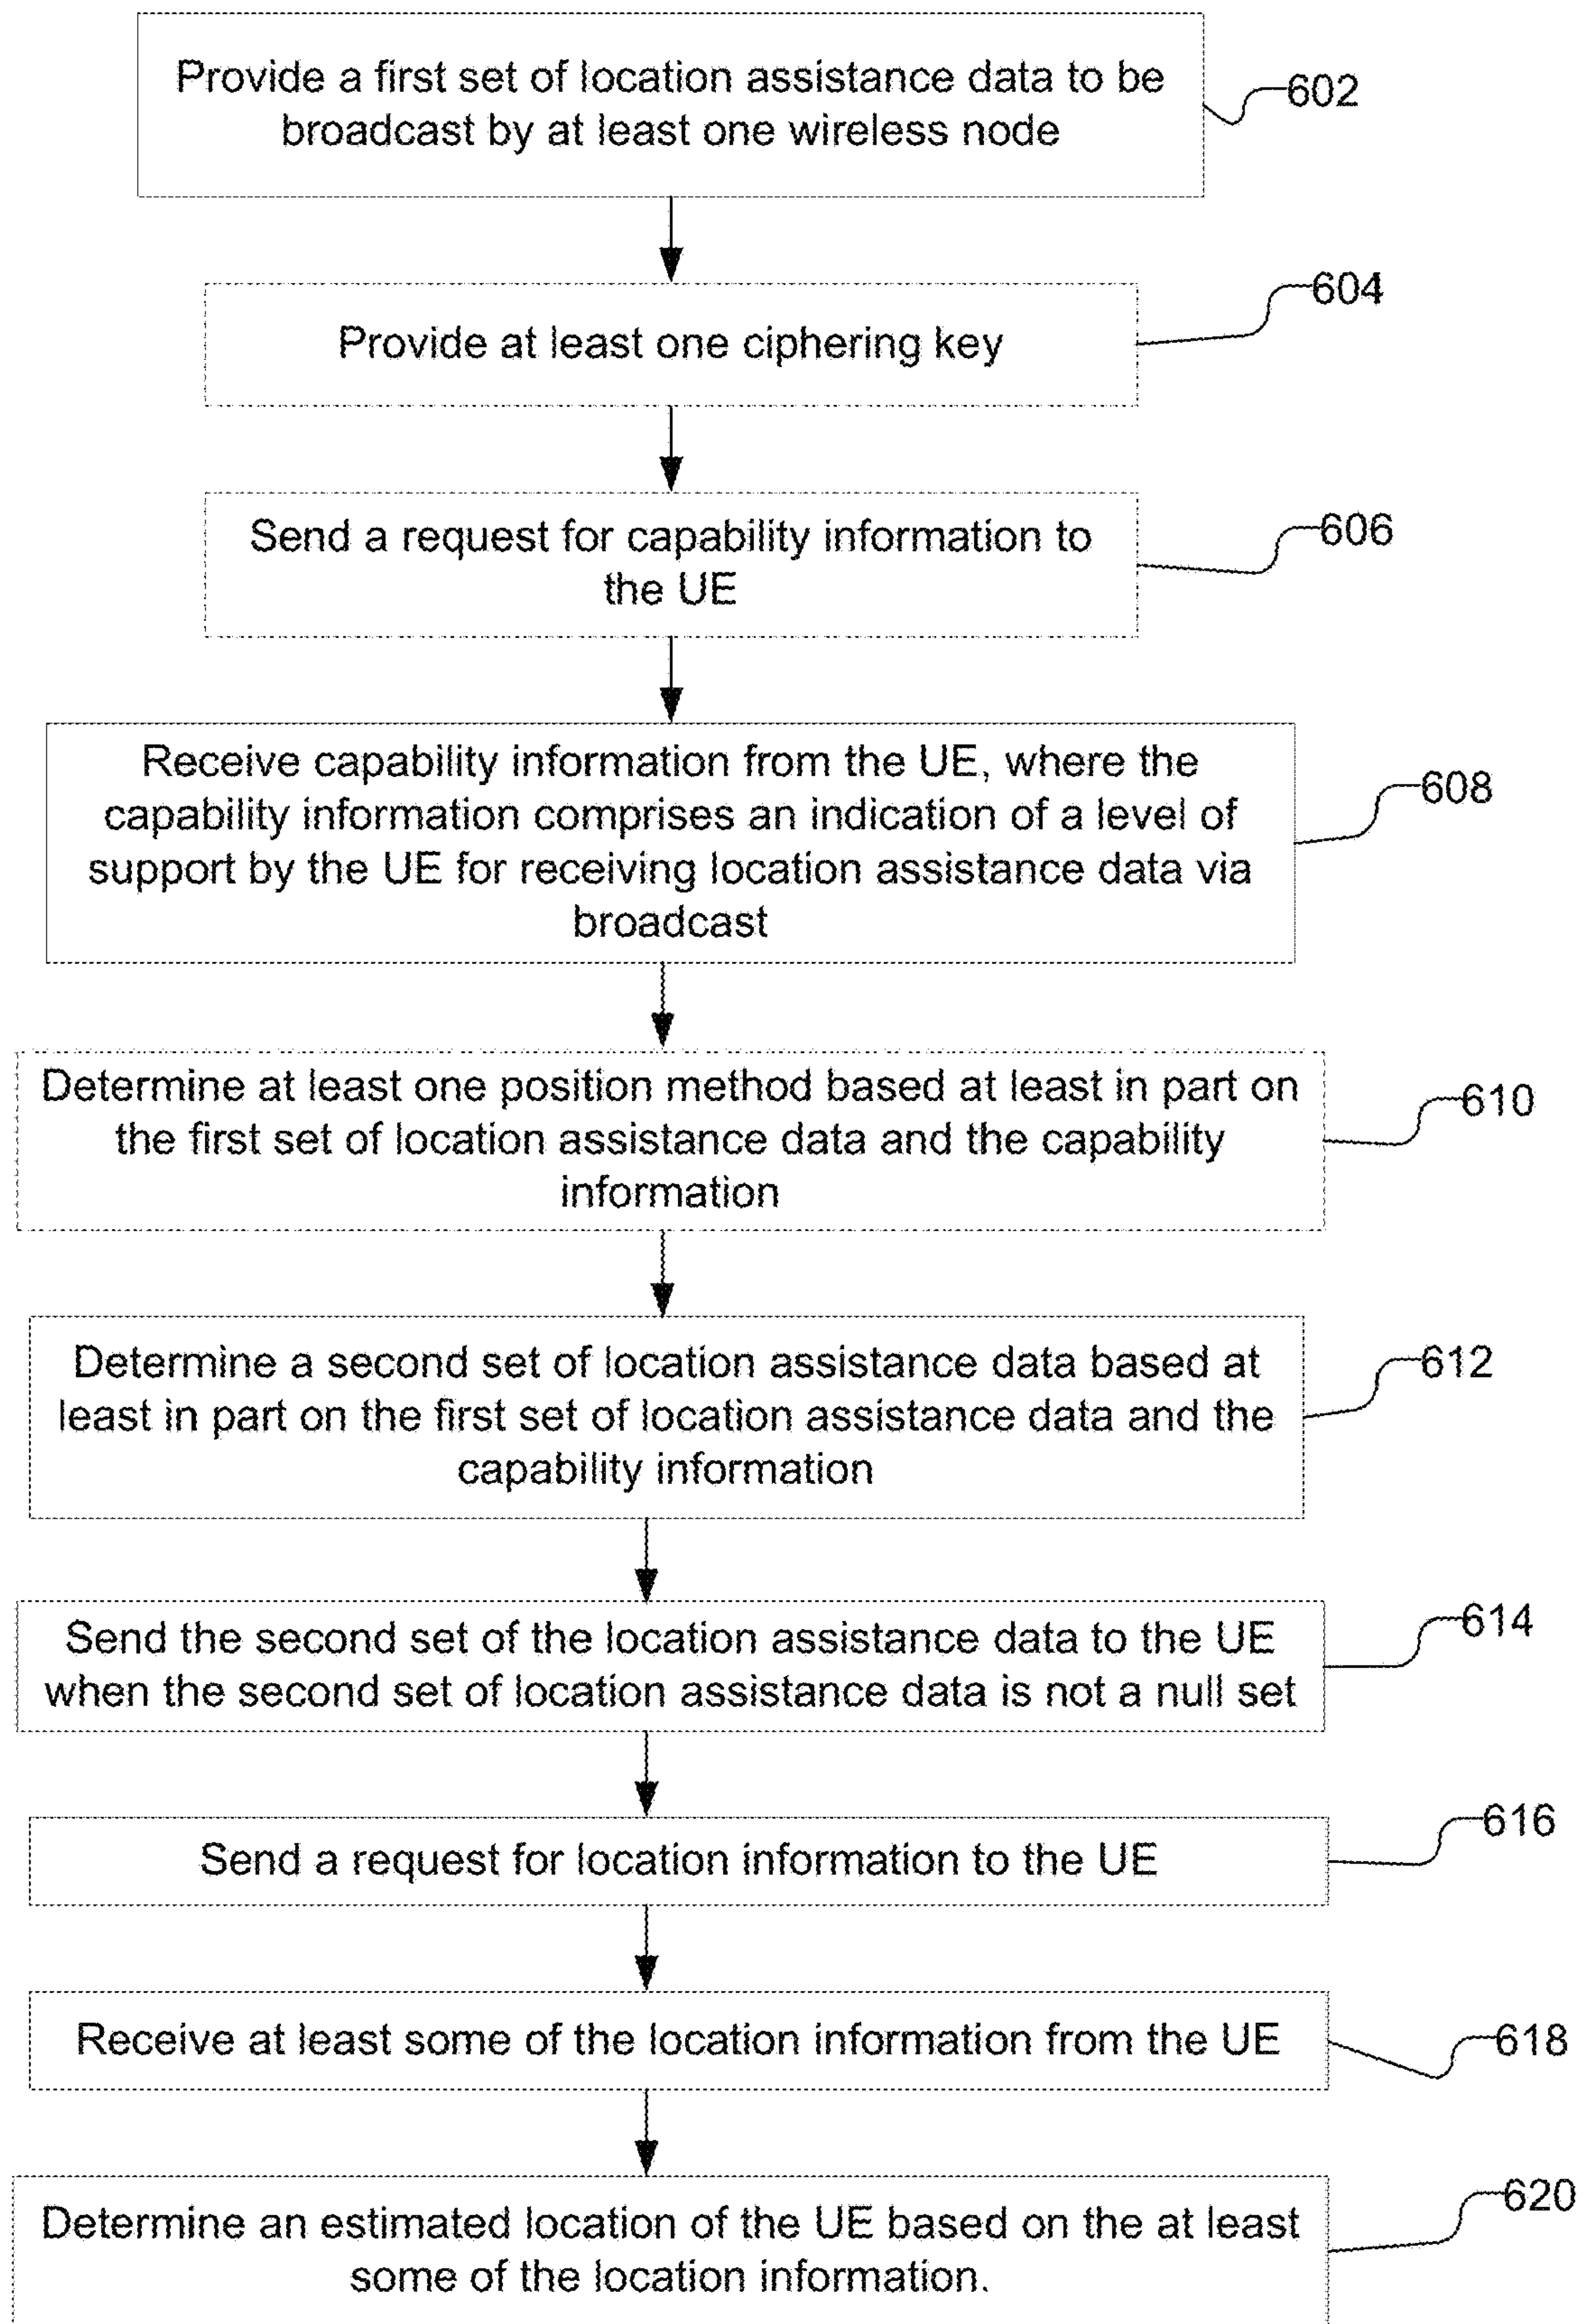 Provide a first set of location assistance data to be
broadcast by at least one wireless node
602
Provide at least one ciphering key
604
Send a request for capability information to
the UE
606
Receive capability information from the UE, where the
capability information comprises an indication of a level of
support by the UE for receiving location assistance data via
broadcast
608
Determine at least one position method based at least in part on
the first set of location assistance data and the capability
information
610
Determine a second set of location assistance data based at
least in part on the first set of location assistance data and the
capability information
612
Send the second set of the location assistance data to the UE
when the second set of location assistance data is not a null set
614
Send a request for location information to the UE
616
Receive at least some of the location information from the UE
618
Determine an estimated location of the UE based on the at least
some of the location information.
620